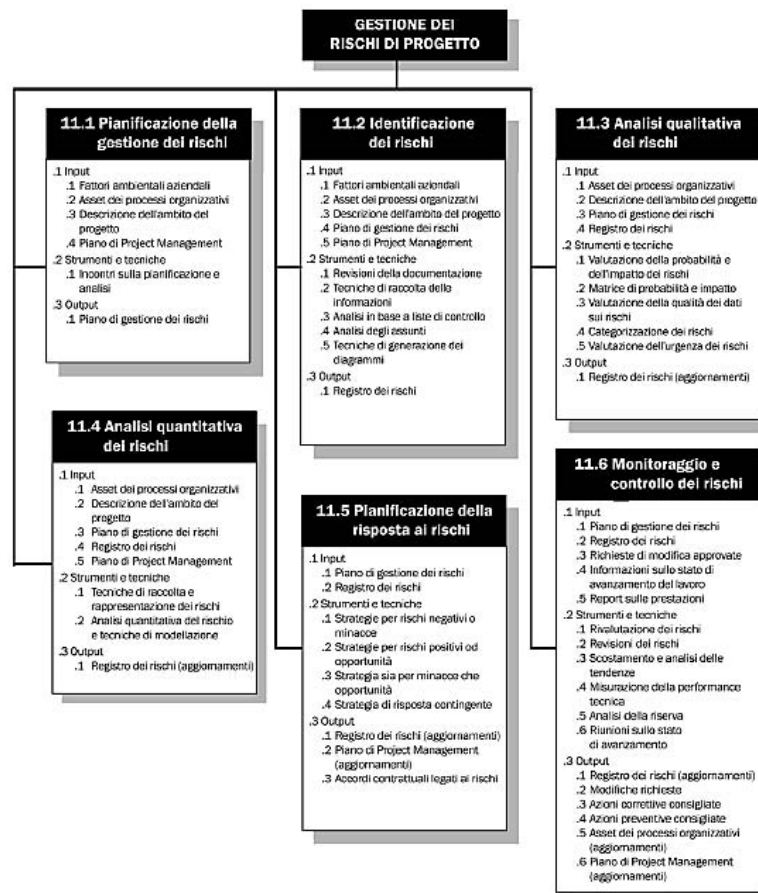 GESTIONE DEI
RISCHI DI PROGETTO
11.1 Pianificazione della
gestione dei rischi
.1 Input
.1 Fattori ambientali aziendali
.2 Asset dei processi organizzativi
.3 Descrizione dell'ambito del
progetto
.4 Piano di Project Management
.2 Strumenti e tecniche
.1 Incontri sulla pianificazione e
analisi
.3 Output
.1 Piano di gestione dei rischi
11.2 Identificazione
dei rischi
.1 Input
.1 Fattori ambientali aziendali
.2 Asset dei processi organizzativi
.3 Descrizione dell'ambito del progetto
.4 Piano di gestione dei rischi
.5 Piano di Project Management
.2 Strumenti e tecniche
.1 Revisioni della documentazione
.2 Tecniche di raccolta delle
informazioni
.3 Analisi in base a liste di controllo
.4 Analisi degli assunti
.5 Tecniche di generazione dei
diagrammi
.3 Output
.1 Registro dei rischi
11.3 Analisi qualitativa
dei rischi
.1 Input
.1 Asset dei processi organizzativi
.2 Descrizione dell'ambito del progetto
.3 Piano di gestione dei rischi
.4 Registro dei rischi
.2 Strumenti e tecniche
.1 Valutazione della probabilità e
dell'impatto dei rischi
.2 Matrice di probabilità e impatto
.3 Valutazione della qualità dei dati
sui rischi
.4 Categorizzazione dei rischi
.5 Valutazione dell'urgenza dei rischi
.3 Output
.1 Registro dei rischi (aggiornamenti)
11.4 Analisi quantitativa
dei rischi
.1 Input
.1 Asset dei processi organizzativi
.2 Descrizione dell'ambito del
progetto
.3 Piano di gestione dei rischi
.4 Registro dei rischi
.5 Piano di Project Management
.2 Strumenti e tecniche
.1 Tecniche di raccolta e
rappresentazione dei rischi
.2 Analisi quantitativa del rischio
e tecniche di modellazione
.3 Output
.1 Registro dei rischi (aggiornamenti)
11.5 Pianificazione della
risposta ai rischi
.1 Input
.1 Piano di gestione dei rischi
.2 Registro dei rischi
.2 Strumenti e tecniche
.1 Strategie per rischi negativi o
minacce
.2 Strategie per rischi positivi od
opportunità
.3 Strategia sia per minacce che
opportunità
.4 Strategia di risposta contingente
.3 Output
.1 Registro dei rischi (aggiornamenti)
.2 Piano di Project Management
(aggiornamenti)
.3 Accordi contrattuali legati ai rischi
11.6 Monitoraggio e
controllo dei rischi
.1 Input
.1 Piano di gestione dei rischi
.2 Registro dei rischi
.3 Richieste di modifica approvate
.4 Informazioni sullo stato di
avanzamento del lavoro
.5 Report sulle prestazioni
.2 Strumenti e tecniche
.1 Rivalutazione dei rischi
.2 Revisioni dei rischi
.3 Scostamento e analisi delle
tendenze
.4 Misurazione della performance
tecnica
.5 Analisi della riserva
.6 Riunioni sullo stato
di avanzamento
.3 Output
.1 Registro dei rischi (aggiornamenti)
.2 Modifiche richieste
.3 Azioni correttive consigliate
.4 Azioni preventive consigliate
.5 Asset dei processi organizzativi
(aggiornamenti)
.6 Piano di Project Management
(aggiornamenti)